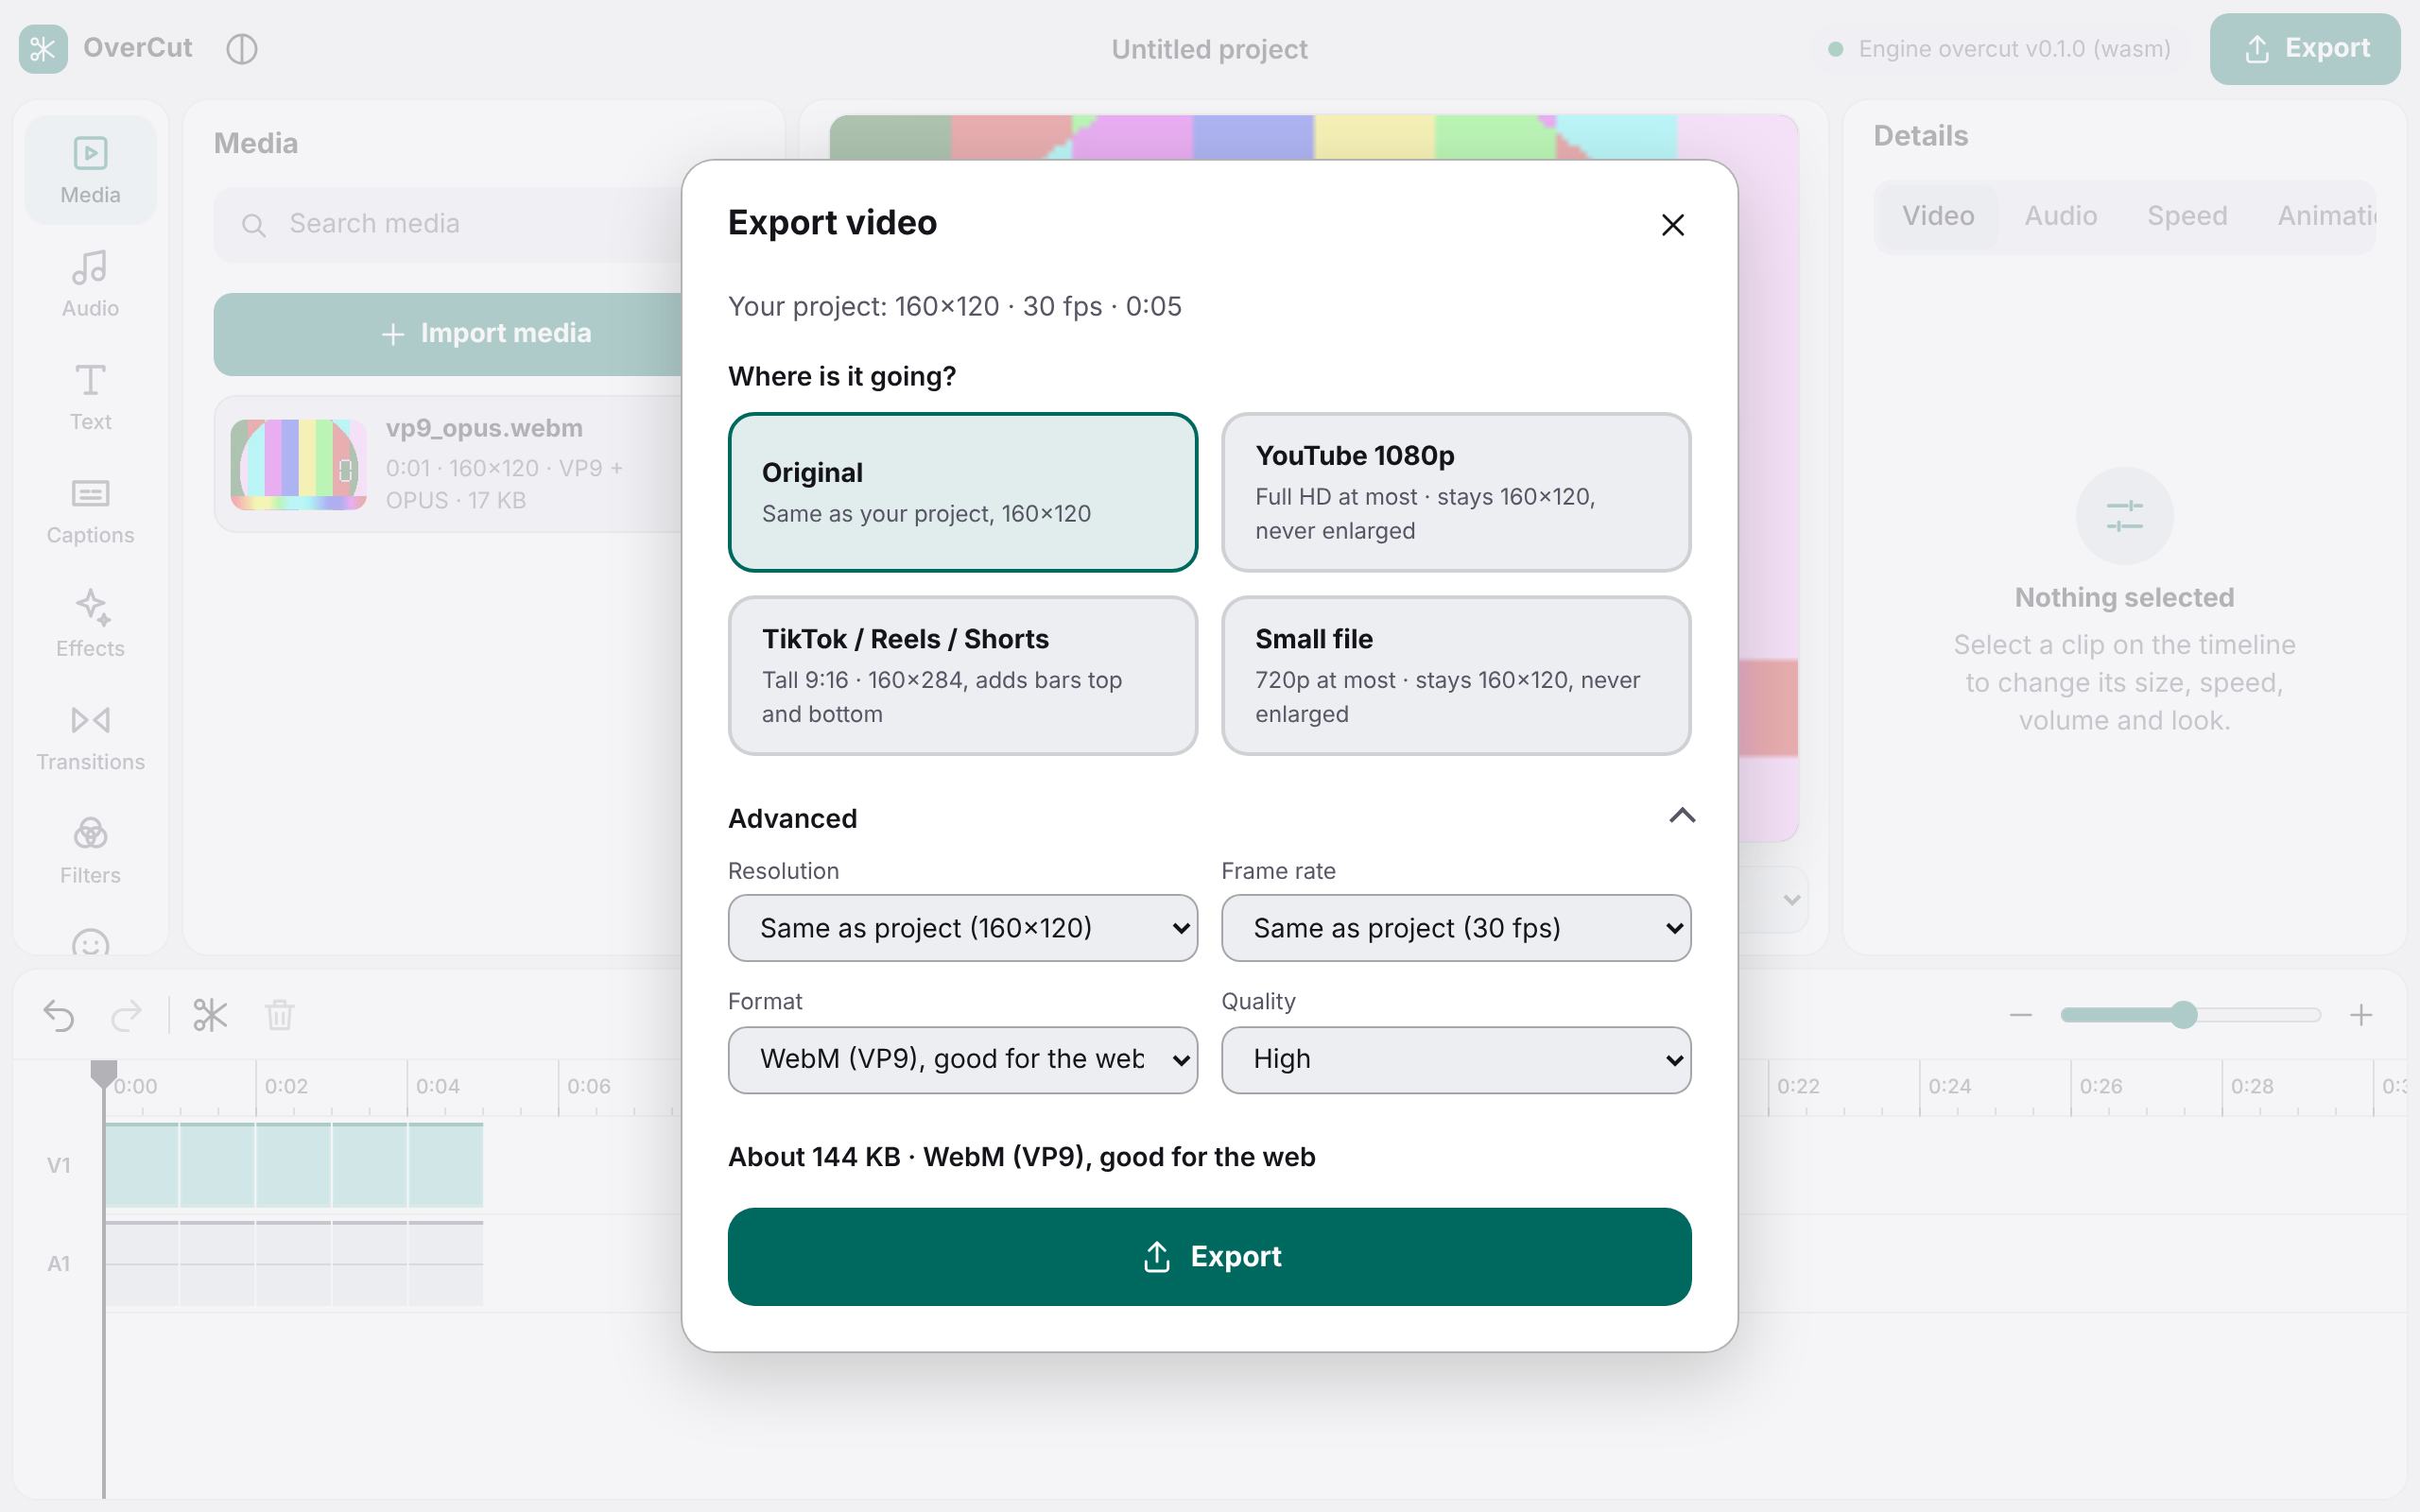 OverCut
Untitled project
Engine overcut v0.1.0 (wasm)
Export
Media
Audio
Text
Captions
Effects
Transitions
Filters
Media
Search media
Import media
vp9_opus.webm
0:01 · 160×120 · VP9 +
OPUS · 17 KB
Export video
Your project: 160×120 · 30 fps · 0:05
Where is it going?
Original
Same as your project, 160×120
YouTube 1080p
Full HD at most · stays 160×120,
never enlarged
TikTok / Reels / Shorts
Tall 9:16 · 160×284, adds bars top
and bottom
Small file
720p at most · stays 160×120, never
enlarged
Advanced
Resolution
Same as project (160×120)
Frame rate
Same as project (30 fps)
Format
WebM (VP9), good for the web
Quality
High
About 144 KB · WebM (VP9), good for the web
Export
Details
Video Audio Speed
Nothing selected
Select a clip on the timeline
to change its size, speed,
volume and look.
0:00 0:02 0:04 0:06 0:22 0:24 0:26 0:28
V1
A1